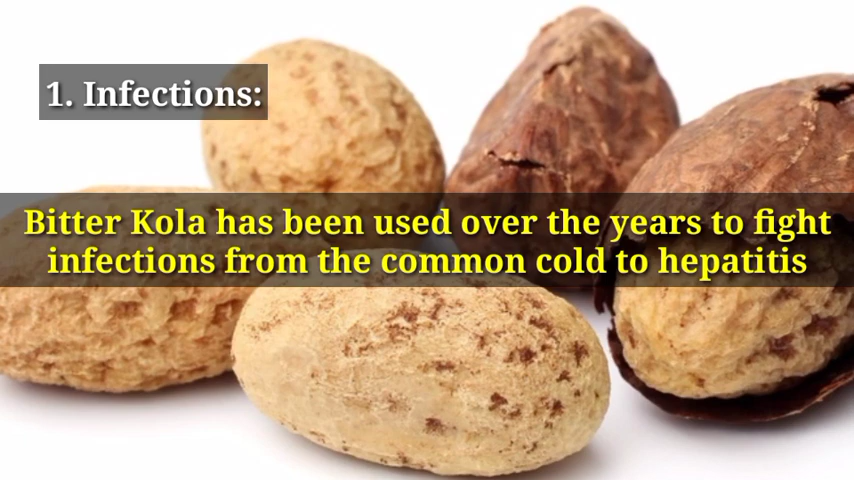 1. Infections:
Bitter Kola has been used over the years to fight
infections from the common cold to hepatitis